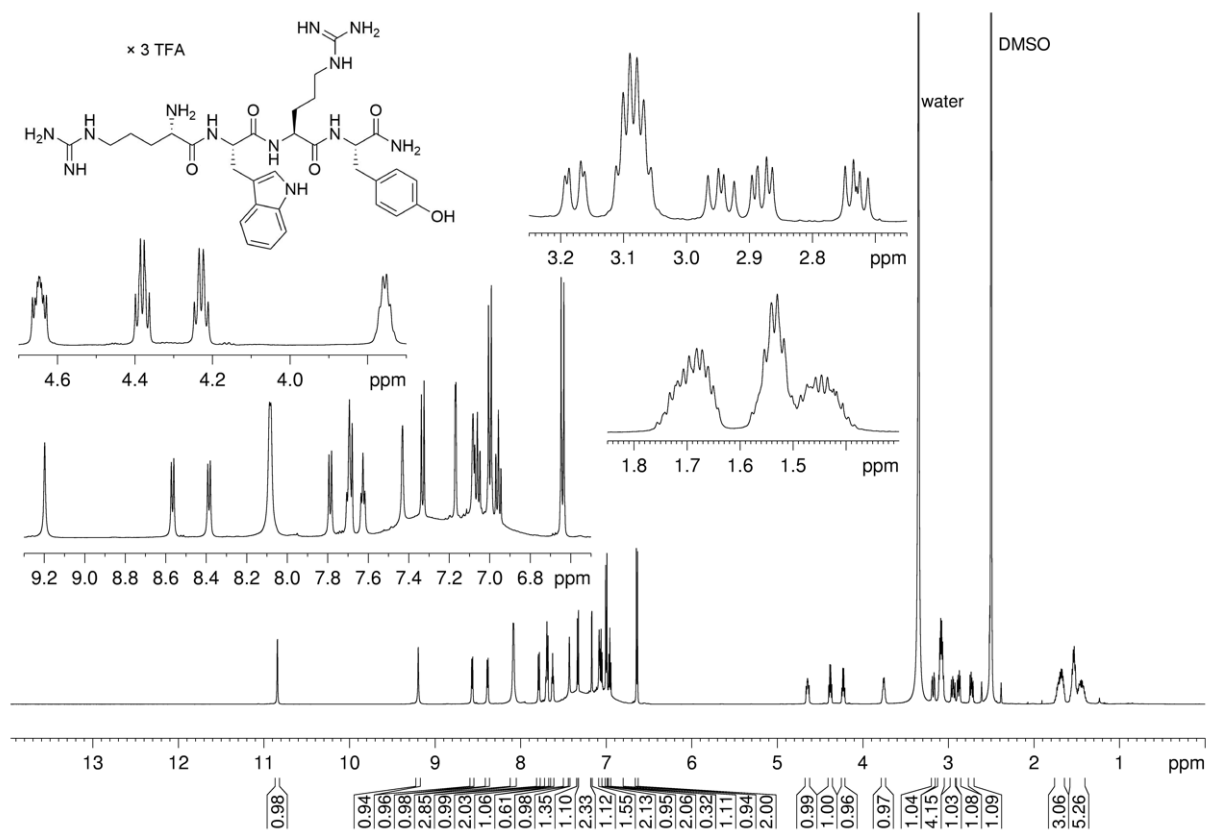 × 3 TFA
HN
NH2
NH
DMSO
water
NH2
O
H
N
O
H2N
H
N
NH
O
N
H
O
N
H
NH2
NH
OH
3.2 3.1 3.0 2.9 2.8 ppm
4.6 4.4 4.2 4.0 ppm
1.8 1.7 1.6 1.5 ppm
9.2 9.0 8.8 8.6 8.4 8.2 8.0 7.8 7.6 7.4 7.2 7.0 6.8 ppm
13 12 11 10 9 8 7 6 5 4 3 2 1 ppm
0.98
0.94
0.96
0.98
2.85
0.99
2.03
1.06
0.61
0.98
1.35
1.10
2.33
1.12
1.55
2.13
0.95
2.06
0.32
1.11
0.94
2.00
0.99
1.00
0.96
0.97
1.04
4.15
1.03
1.08
1.09
3.06
5.26